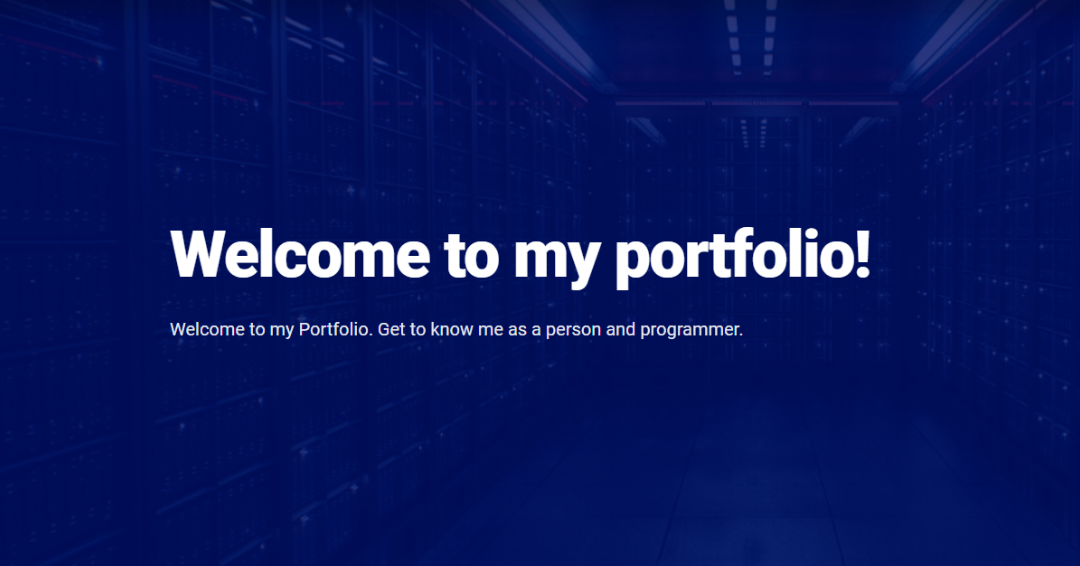 Welcome to my portfolio!
Welcome to my Portfolio. Get to know me as a person and programmer.